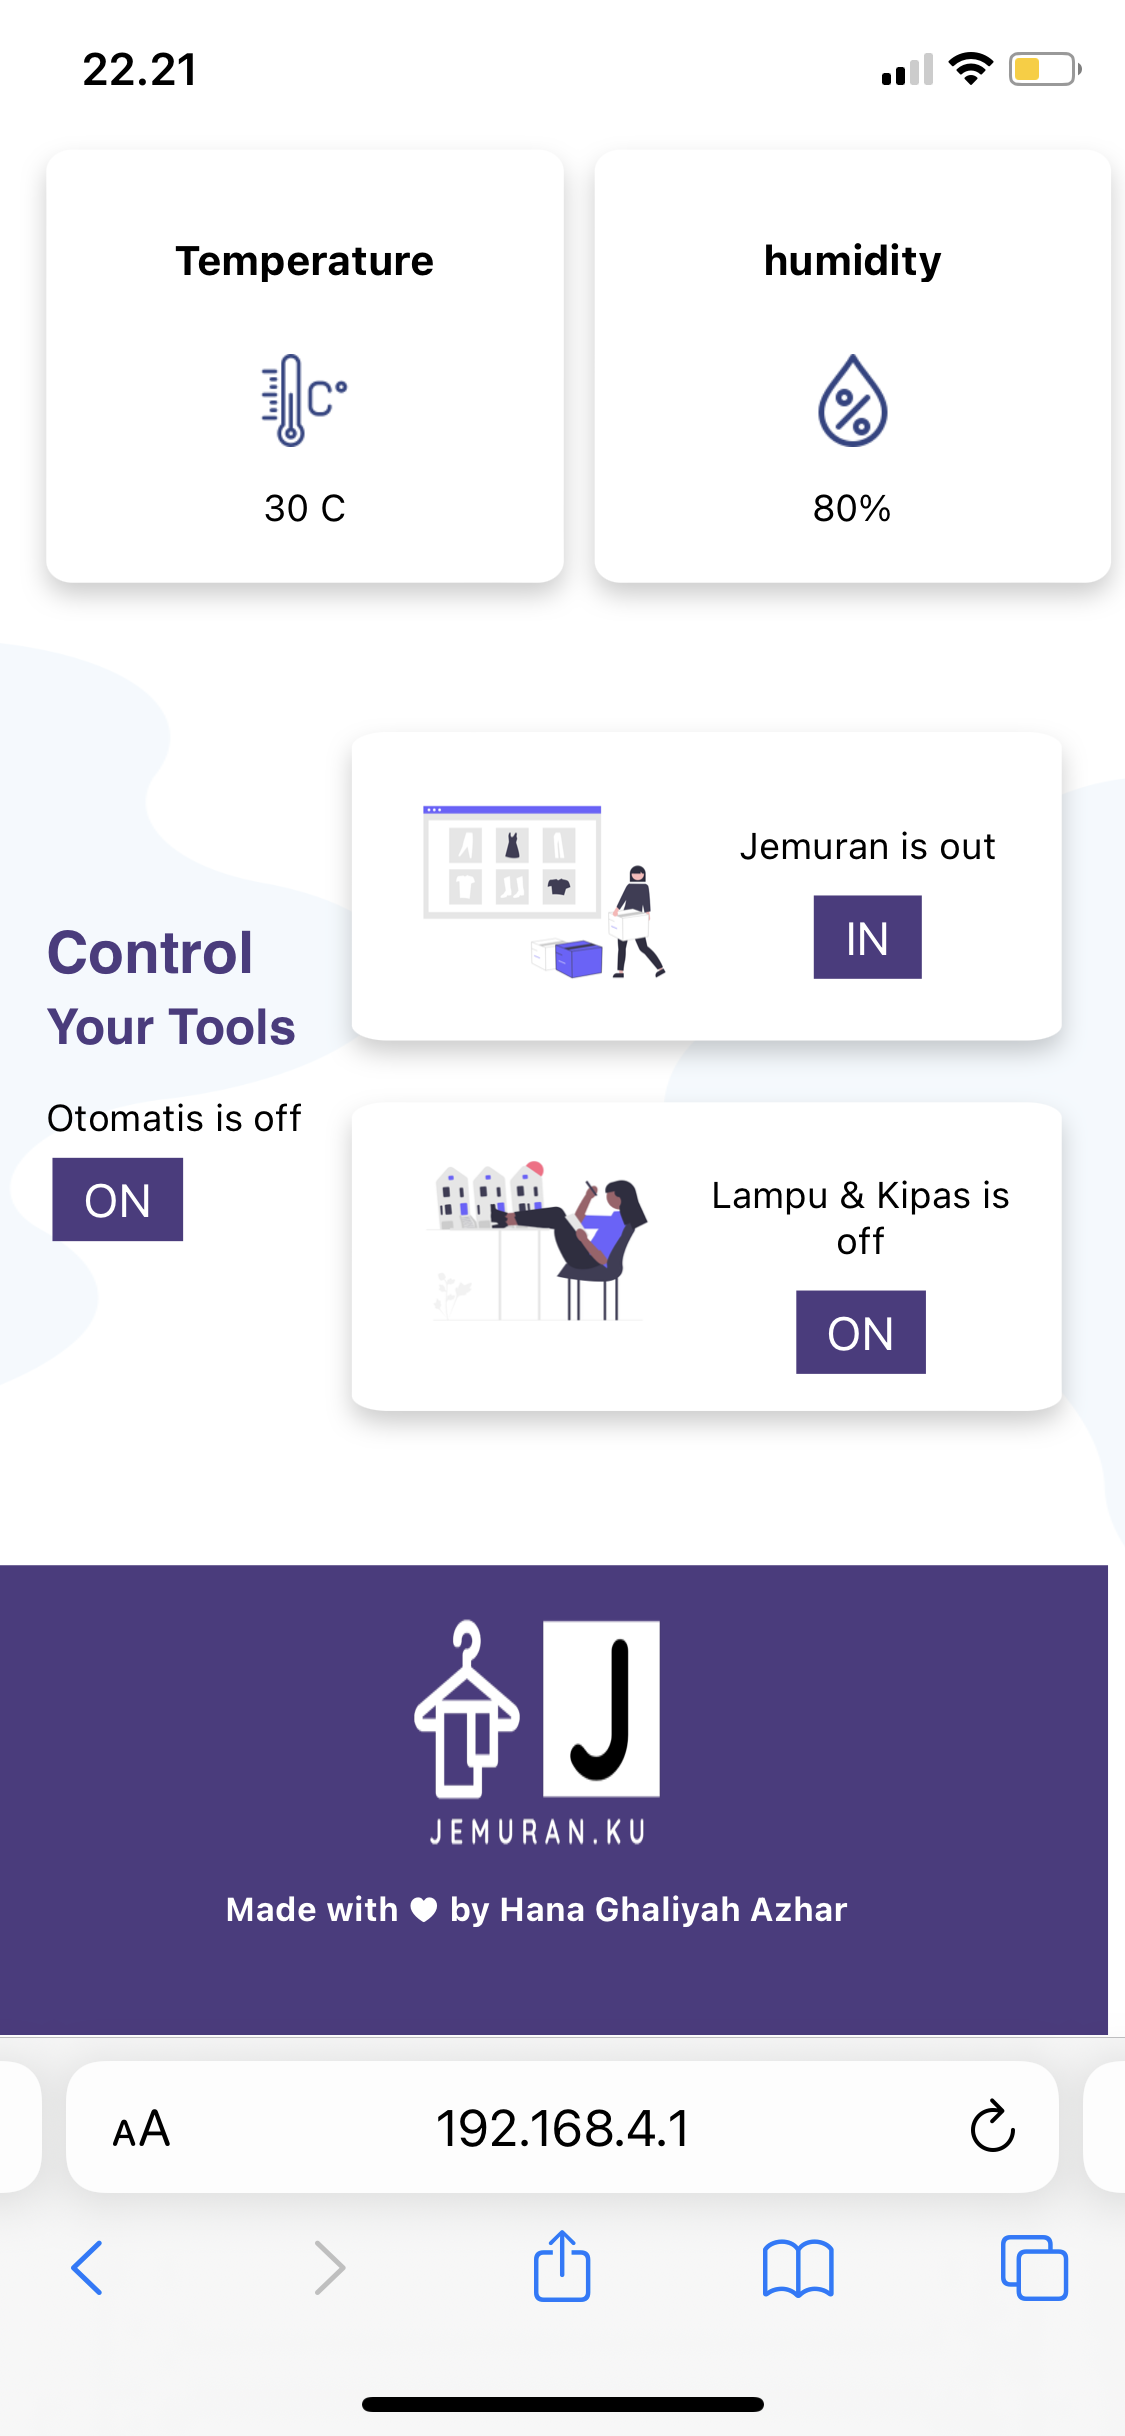 22.21
Temperature
humidity
C°
%
30 C
80%
Jemuran is out
IN
Control
Your Tools
Otomatis is off
ON
Lampu & Kipas is
off
ON
J
JEMURAN.KU
Made with ♥ by Hana Ghaliyah Azhar
AA
192.168.4.1